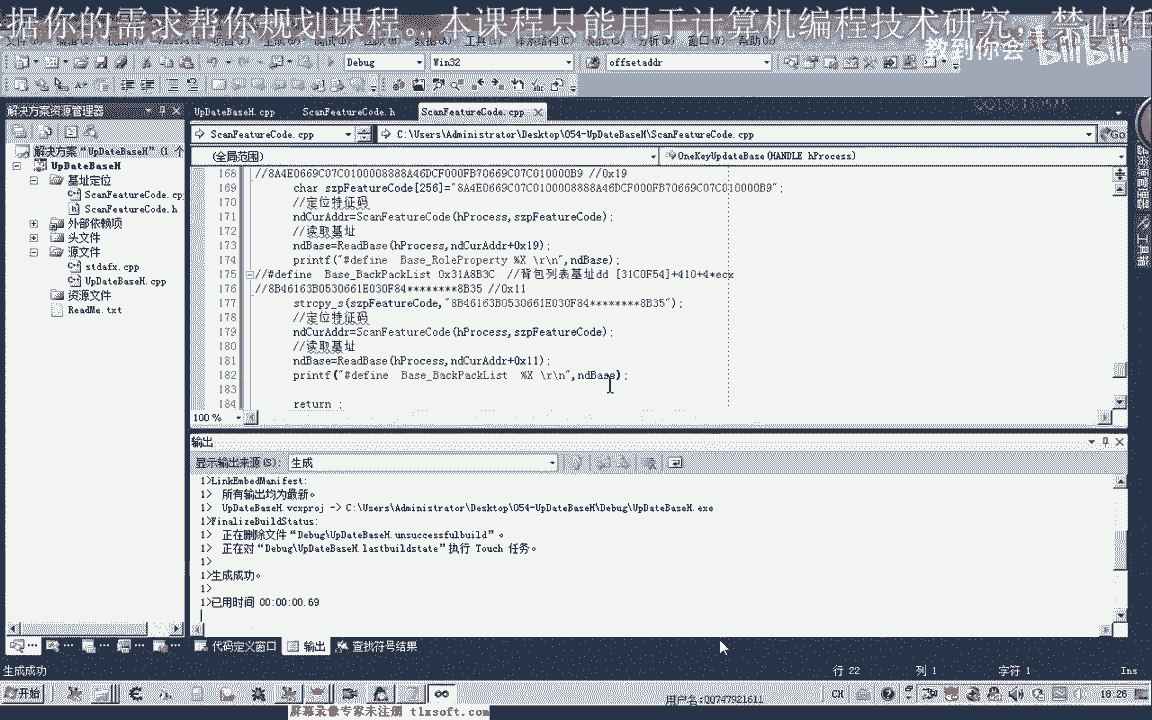 据你的需求帮你规划课程。,本课程只能用于计算机编程技术研究,禁止任
教到你会 bilibili
Debug Win32 offsetaddr
解决方案资源管理器
UpDateBaseH.cpp ScanFeatureCode.h ScanFeatureCode.cpp
ScanFeatureCode.cpp C:\Users\Administrator\Desktop\054-UpDateBaseH\ScanFeatureCode.cpp Go
(全局范围) OneKeyUpdateBase(HANDLE hProcess)
解决方案“UpDateBaseH”(1 个
UpDateBaseH
基址定位
ScanFeatureCode.cp
ScanFeatureCode.h
外部依赖项
头文件
源文件
stdafx.cpp
UpDateBaseH.cpp
资源文件
ReadMe.txt
168 //8A4E0669C07C0100008888A46DCF000FB70669C07C010000B9 //0x19
169 char szpFeatureCode[256]="8A4E0669C07C0100008888A46DCF000FB70669C07C010000B9";
170 //定位特征码
171 ndCurAddr=ScanFeatureCode(hProcess,szpFeatureCode);
172 //读取基址
173 ndBase=ReadBase(hProcess,ndCurAddr+0x19);
174 printf("#define Base_RoleProperty %X \r\n",ndBase);
175 //#define Base_BackPackList 0x31A8B3C //背包列表基址dd [31C0F54]+410+4*ecx
176 //8B46163B0530661E030F84********8B35 //0x11
177 strcpy_s(szpFeatureCode,"8B46163B0530661E030F84********8B35");
178 //定位特征码
179 ndCurAddr=ScanFeatureCode(hProcess,szpFeatureCode);
180 //读取基址
181 ndBase=ReadBase(hProcess,ndCurAddr+0x11);
182 printf("#define Base_BackPackList %X \r\n",ndBase);
183
184 return ;
100 %
输出
显示输出来源(S): 生成
1>LinkEmbedManifest:
1> 所有输出均为最新。
1> UpDateBaseH.vcxproj -> C:\Users\Administrator\Desktop\054-UpDateBaseH\Debug\UpDateBaseH.exe
1>FinalizeBuildStatus:
1> 正在删除文件“Debug\UpDateBaseH.unsuccessfulbuild”。
1> 正在对“Debug\UpDateBaseH.lastbuildstate”执行 Touch 任务。
1>
1>生成成功。
1>
1>已用时间 00:00:00.69
代码定义窗口 输出 查找符号结果
生成成功 行 22 列 1 字符 1 Ins
开始 用户名:QQ747921611 CH 18:26
屏幕录像专家未注册 tlxsoft.com
工具箱